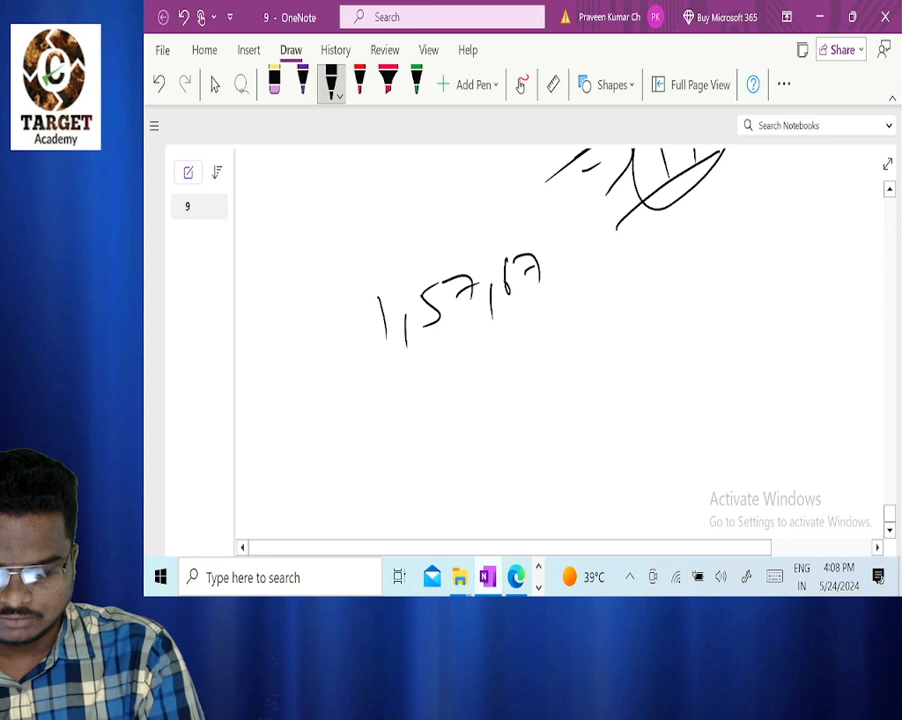 9 - OneNote
Search
Praveen Kumar Ch
PK
Buy Microsoft 365
TARGET
Academy
File
Home
Insert
Draw
History
Review
View
Help
Share
Add Pen
Shapes
Full Page View
Search Notebooks
9
1,57,67
Activate Windows
Go to Settings to activate Windows.
Type here to search
39°C
ENG
IN
4:08 PM
5/24/2024